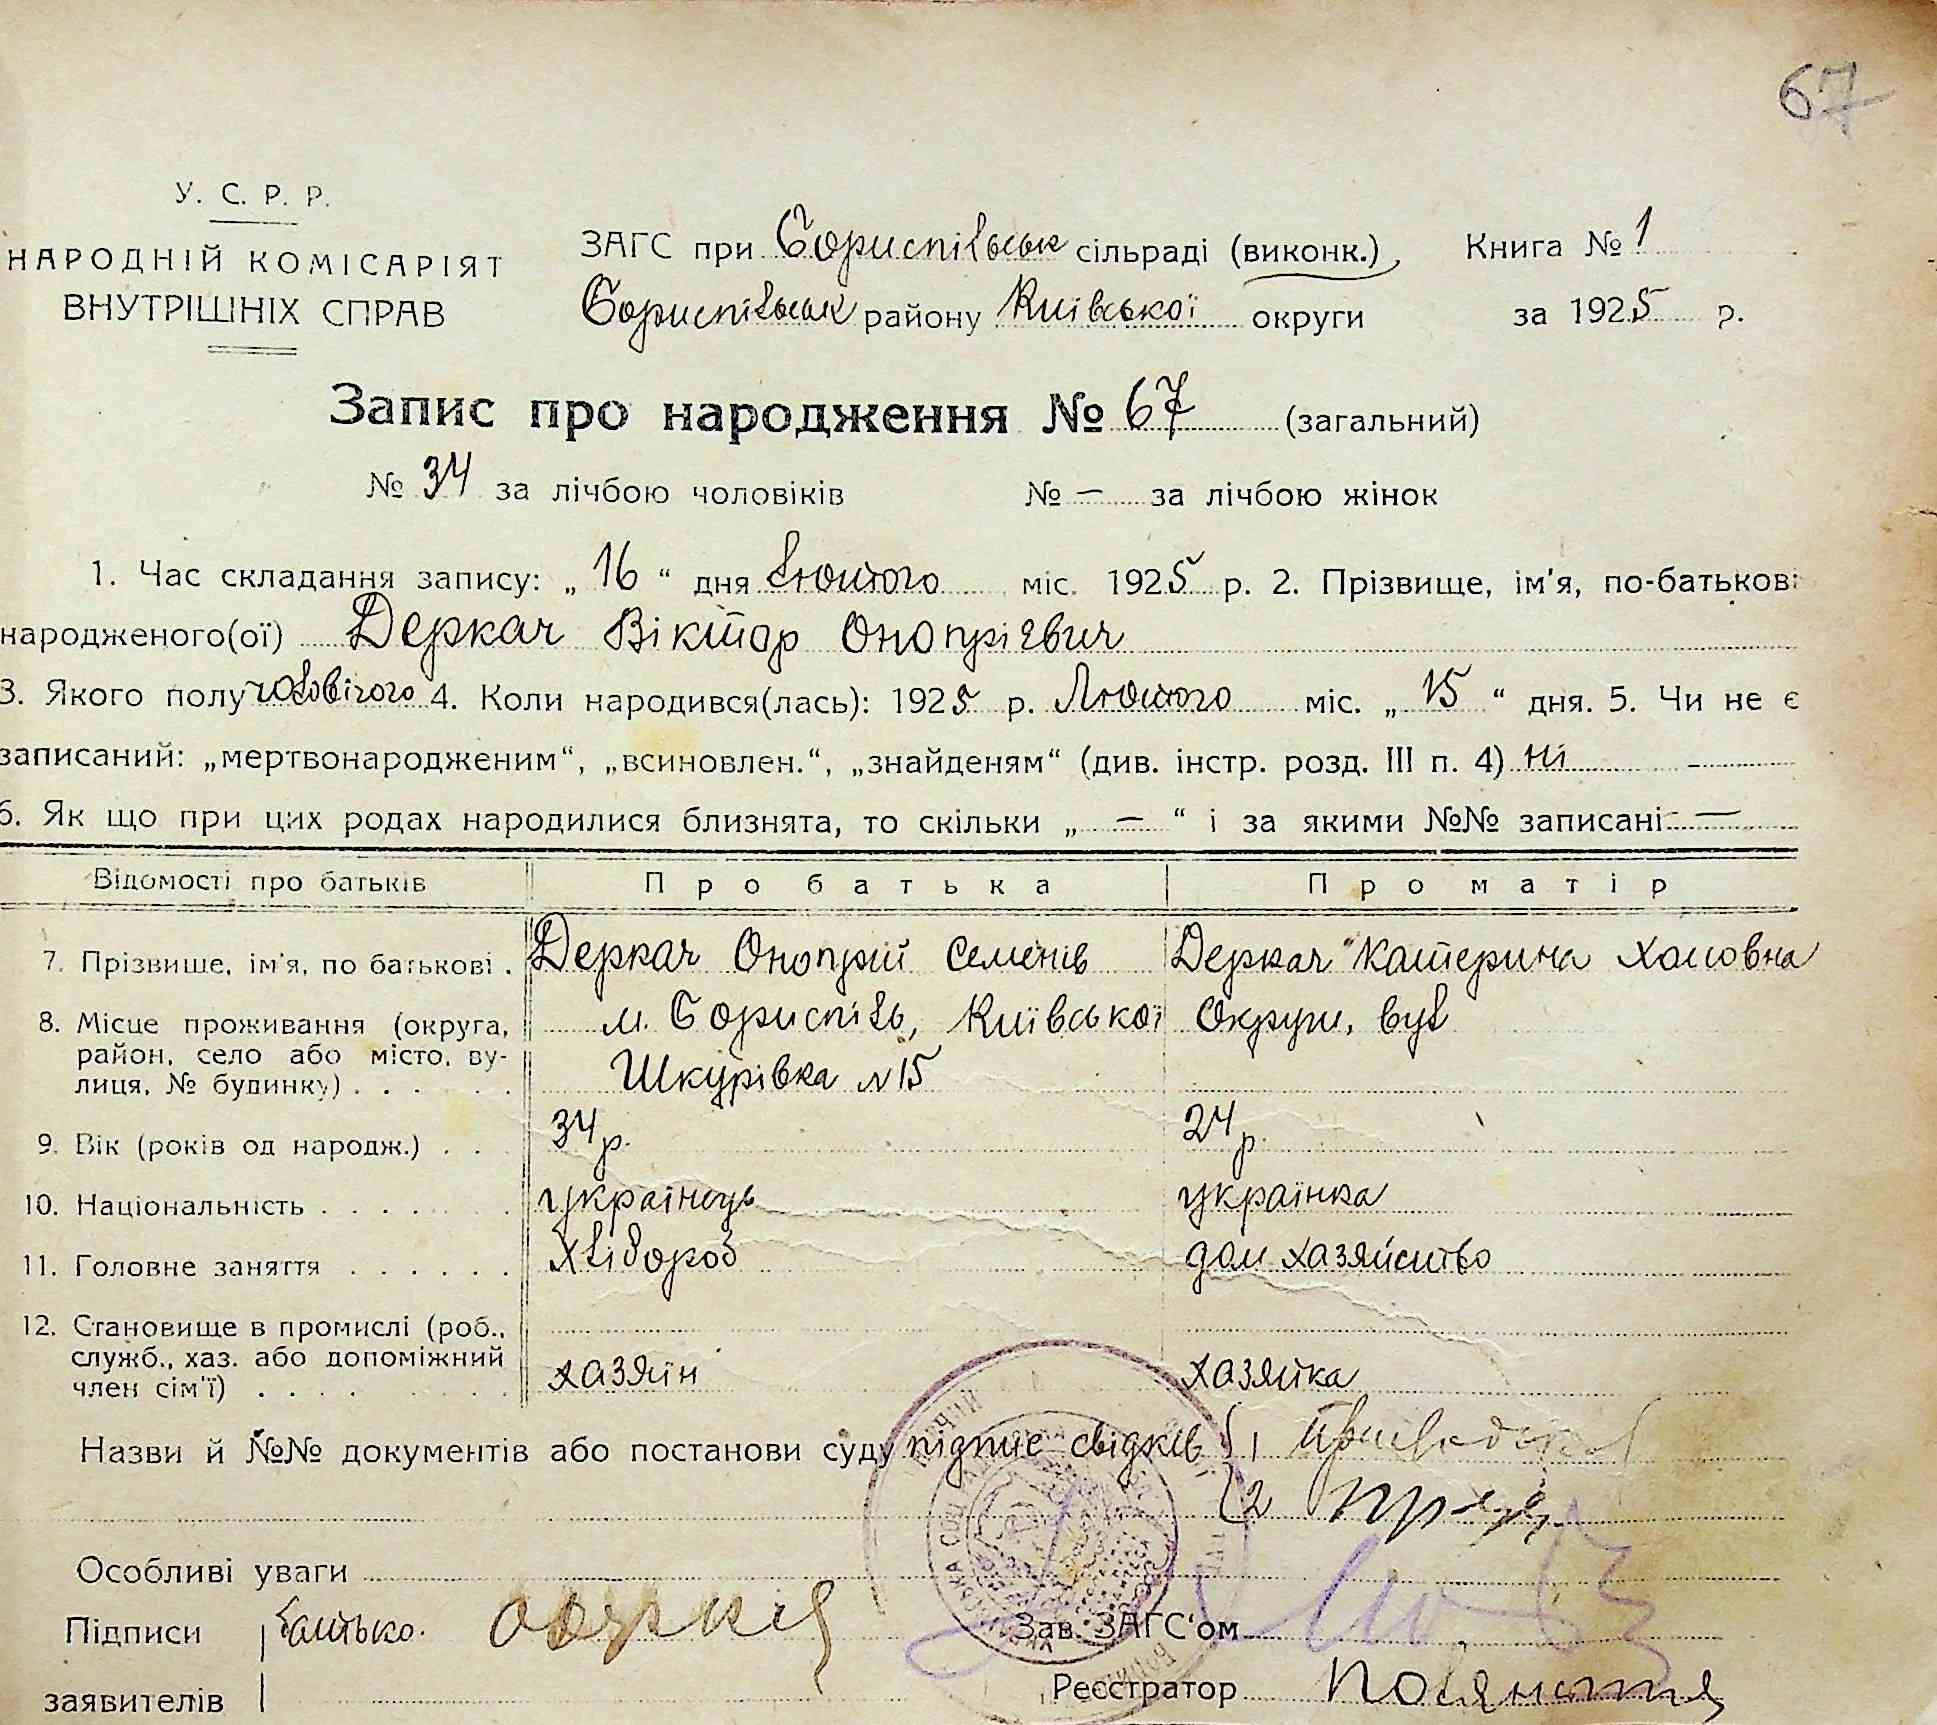 67
У. С. Р. Р.
НАРОДНІЙ КОМІСАРІЯТ
ВНУТРІШНІХ СПРАВ
ЗАГС при Бориспільськ сільраді (виконк.)
Бориспільськ району Київської округи
Книга № 1
за 1925 р.
Запис про народження № 67 (загальний)
№ 34 за лічбою чоловіків № — за лічбою жінок
1. Час складання запису: „16“ дня лютого міс. 1925 р. 2. Прізвище, ім'я, по-батькові
народженого(ої) Деркач Віктор Онопрієвич
3. Якого полу чоловічого 4. Коли народився(лась): 1925 р. Лютого міс. „15“ дня. 5. Чи не є
записаний: „мертвонародженим“, „всиновлен.“, „знайденям“ (див. інстр. розд. III п. 4) ні
6. Як що при цих родах народилися близнята, то скільки „ — “ і за якими №№ записані —
Відомості про батьків Про батька Про матір
7. Прізвище, ім'я, по батькові . Деркач Онопрій Семенів Деркач Катерина Хомовна
8. Місце проживання (округа, м. Бориспіль, Київської Округи, вул
район, село або місто, ву-
лиця, № будинку) . . . . Шкурівка №15
9. Вік (років од народж.) . . . 34 р. 24 р.
10. Національність . . . . . . українець українка
11. Головне заняття . . . . . . Хлібороб дом хазяйство
12. Становище в промислі (роб.,
служб., хаз. або допоміжний
член сім'ї) . . . . . . хазяїн хазяйка
Назви й №№ документів або постанови суду підпис свідків 1
2
Особливі уваги
Підписи батько.
Зав. ЗАГС'ом
заявителів
Реєстратор